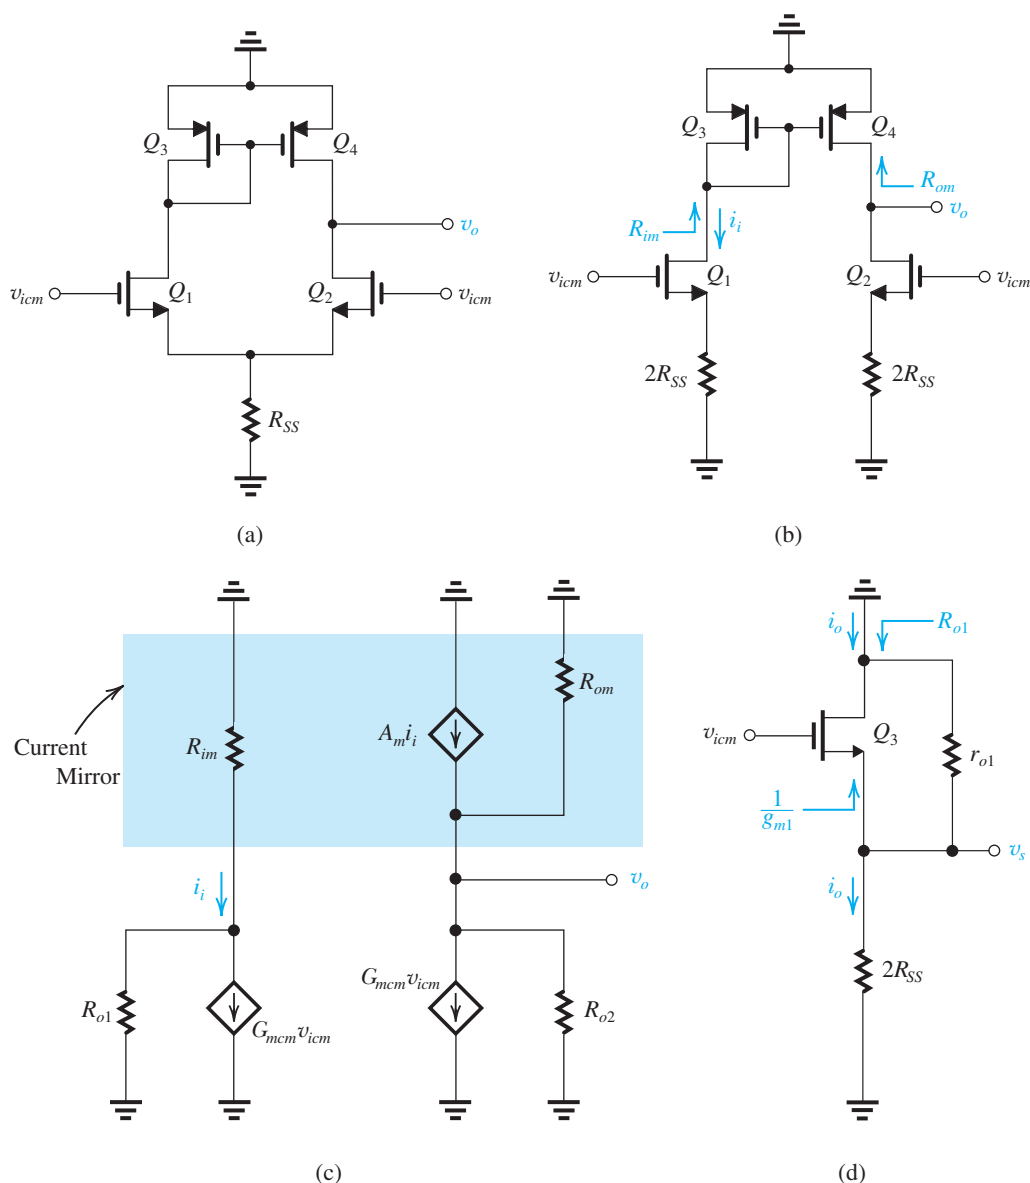 Q3
Q4
vo
vicm
Q1
Q2
vicm
RSS
(a)
Q3
Q4
Rom
vo
Rim
ii
vicm
Q1
Q2
vicm
2RSS
2RSS
(b)
Current
Mirror
Rim
Amii
Rom
ii
vo
Ro1
Gmcmvicm
Gmcmvicm
Ro2
(c)
io
Ro1
vicm
Q3
ro1
1/gm1
vs
io
2RSS
(d)